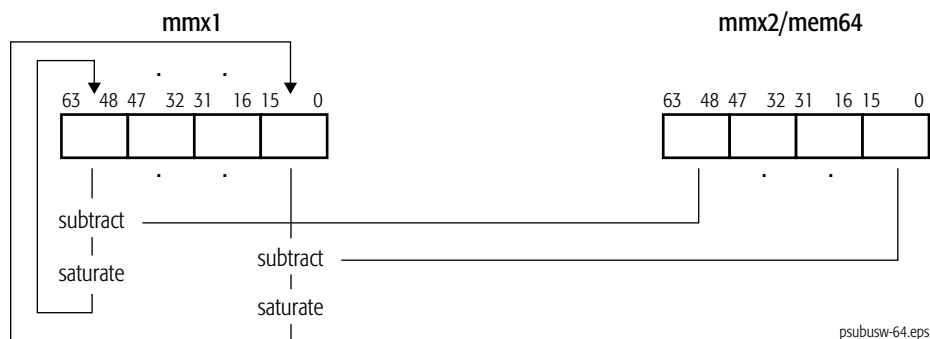 mmx1 mmx2/mem64
. .
63 48 47 32 31 16 15 0 63 48 47 32 31 16 15 0
. . . .
subtract
subtract
saturate
saturate
psubusw-64.eps